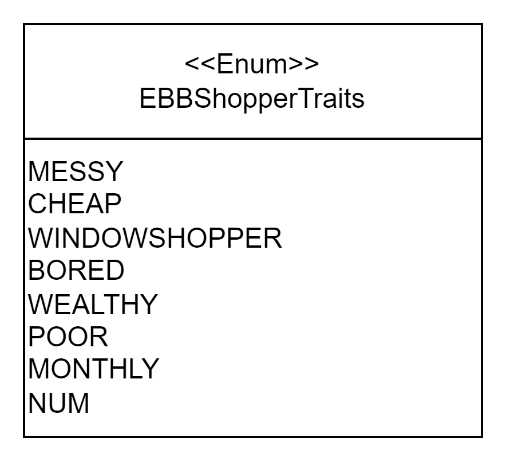 <<Enum>>
EBBShopperTraits
MESSY
CHEAP
WINDOWSHOPPER
BORED
WEALTHY
POOR
MONTHLY
NUM